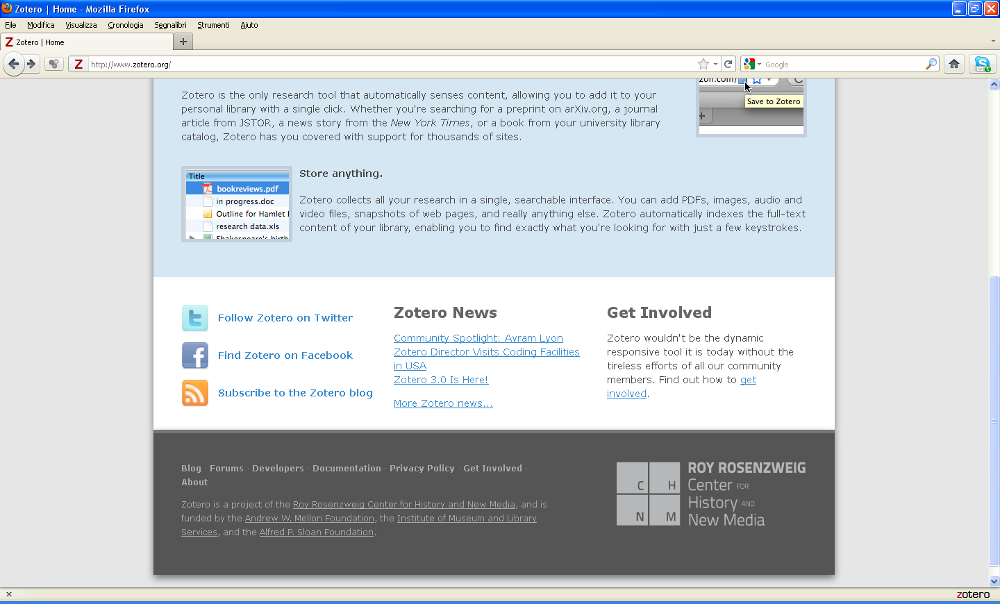 Zotero | Home - Mozilla Firefox
File Modifica Visualizza Cronologia Segnalibri Strumenti Aiuto
Zotero | Home
http://www.zotero.org/
Google
Zotero is the only research tool that automatically senses content, allowing you to add it to your
personal library with a single click. Whether you're searching for a preprint on arXiv.org, a journal
article from JSTOR, a news story from the New York Times, or a book from your university library
catalog, Zotero has you covered with support for thousands of sites.
zon.com/
Save to Zotero
Title
bookreviews.pdf
in progress.doc
Outline for Hamlet
research data.xls
Shakespeare's birth
Store anything.
Zotero collects all your research in a single, searchable interface. You can add PDFs, images, audio and
video files, snapshots of web pages, and really anything else. Zotero automatically indexes the full-text
content of your library, enabling you to find exactly what you're looking for with just a few keystrokes.
Follow Zotero on Twitter
Find Zotero on Facebook
Subscribe to the Zotero blog
Zotero News
Community Spotlight: Avram Lyon
Zotero Director Visits Coding Facilities
in USA
Zotero 3.0 Is Here!
More Zotero news...
Get Involved
Zotero wouldn't be the dynamic
responsive tool it is today without the
tireless efforts of all our community
members. Find out how to get
involved.
Blog · Forums · Developers · Documentation · Privacy Policy · Get Involved ·
About
Zotero is a project of the Roy Rosenzweig Center for History and New Media, and is
funded by the Andrew W. Mellon Foundation, the Institute of Museum and Library
Services, and the Alfred P. Sloan Foundation.
C H
N M
ROY ROSENZWEIG
Center FOR
History AND
New Media
zotero